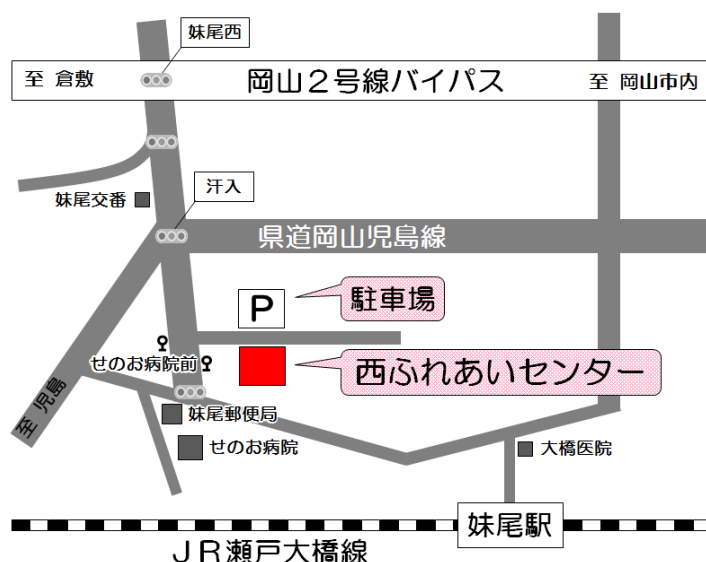 妹尾西
至 倉敷
岡山２号線バイパス
至 岡山市内
妹尾交番
汗入
県道岡山児島線
P
駐車場
せのお病院前
西ふれあいセンター
至 児島
妹尾郵便局
せのお病院
大橋医院
妹尾駅
ＪＲ瀬戸大橋線